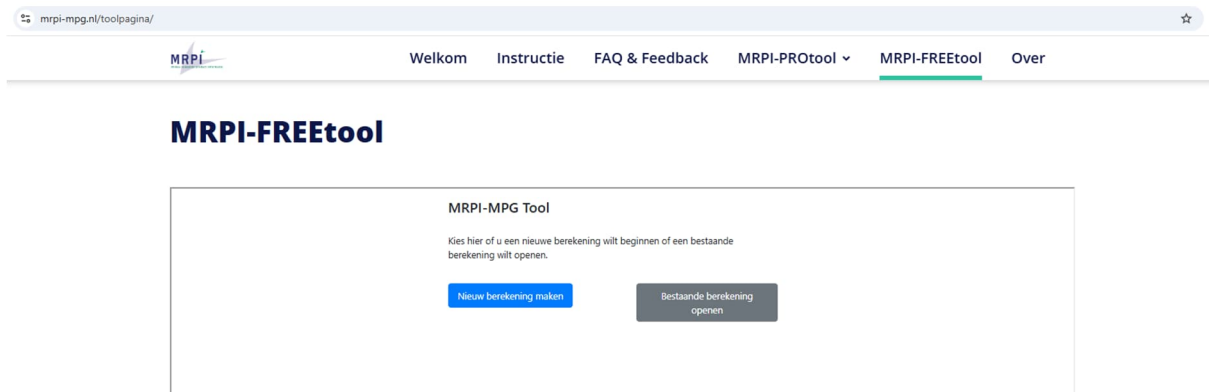 mrpi-mpg.nl/toolpagina/
MRPI
Welkom Instructie FAQ & Feedback MRPI-PROtool MRPI-FREEtool Over
MRPI-FREEtool
MRPI-MPG Tool
Kies hier of u een nieuwe berekening wilt beginnen of een bestaande
berekening wilt openen.
Nieuw berekening maken
Bestaande berekening
openen